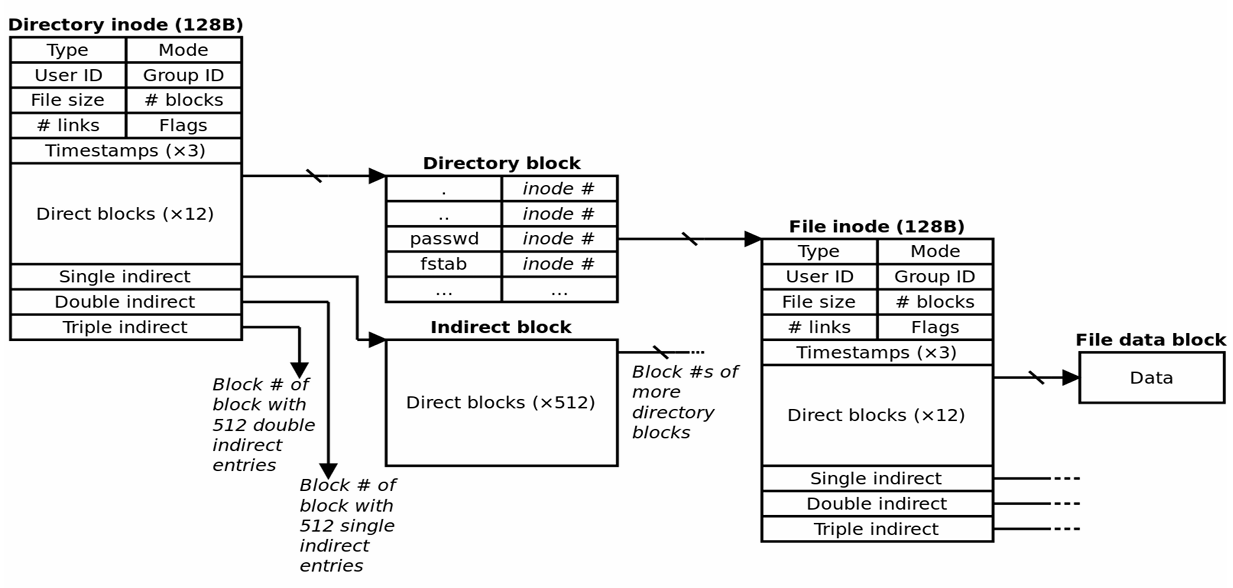 Directory inode (128B)
Type Mode
User ID Group ID
File size # blocks
# links Flags
Timestamps (×3)
Direct blocks (×12)
Single indirect
Double indirect
Triple indirect
Block # of
block with
512 double
indirect
entries
Block # of
block with
512 single
indirect
entries
Directory block
. inode #
.. inode #
passwd inode #
fstab inode #
... ...
Indirect block
Direct blocks (×512)
Block #s of
more
directory
blocks
File inode (128B)
Type Mode
User ID Group ID
File size # blocks
# links Flags
Timestamps (×3)
Direct blocks (×12)
Single indirect
Double indirect
Triple indirect
File data block
Data